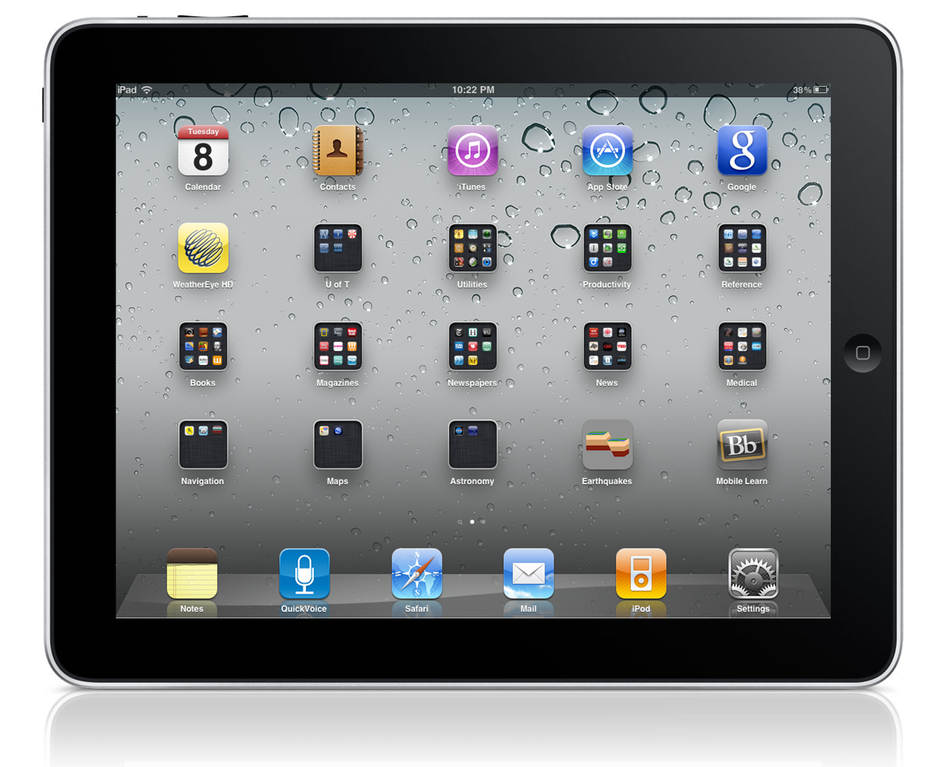 iPad 10:22 PM 38%
Tuesday
8
g
Calendar Contacts iTunes App Store Google
WeatherEye HD U of T Utilities Productivity Reference
Books Magazines Newspapers News Medical
Bb
Navigation Maps Astronomy Earthquakes Mobile Learn
Notes QuickVoice Safari Mail iPod Settings